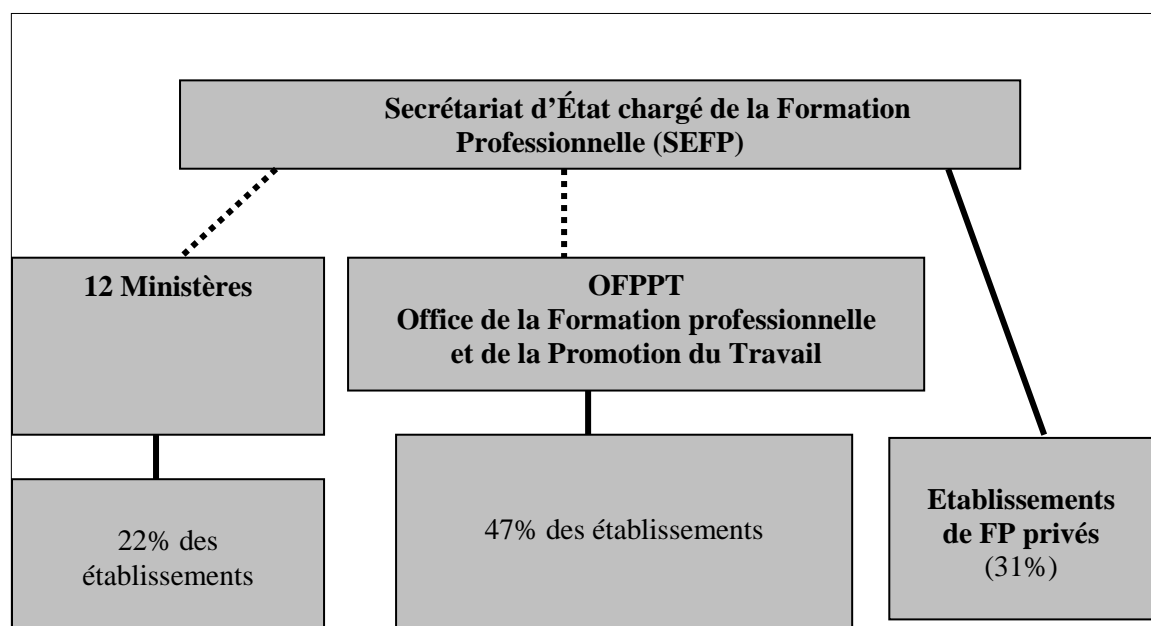 Secrétariat d’État chargé de la Formation
Professionnelle (SEFP)
12 Ministères
OFPPT
Office de la Formation professionnelle
et de la Promotion du Travail
22% des
établissements
47% des établissements
Etablissements
de FP privés
(31%)